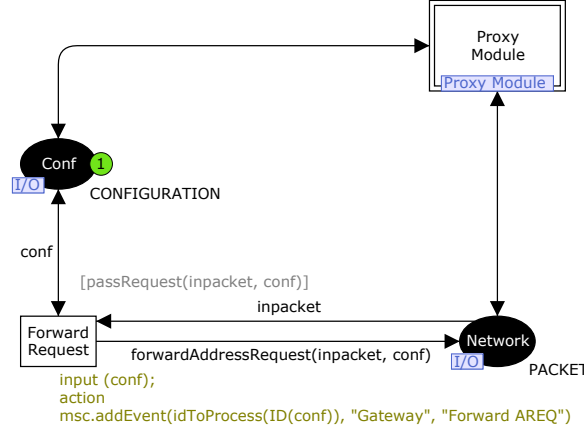 Proxy
Module
Proxy Module
Conf
1
I/O
CONFIGURATION
conf
[passRequest(inpacket, conf)]
inpacket
Forward
Request
Network
forwardAddressRequest(inpacket, conf)
I/O
PACKET
input (conf);
action
msc.addEvent(idToProcess(ID(conf)), "Gateway", "Forward AREQ")